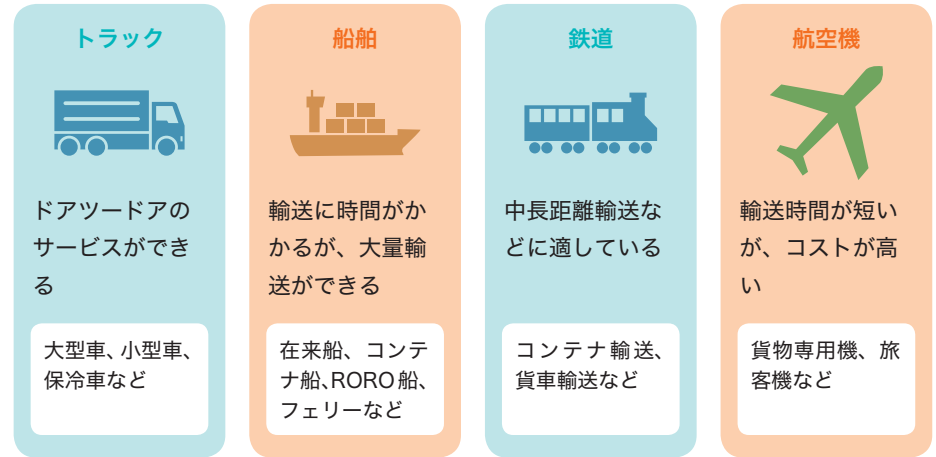 トラック
ドアツードアの
サービスができ
る
大型車、小型車、
保冷車など
船舶
輸送に時間がか
かるが、大量輸
送ができる
在来船、コンテ
ナ船、RORO船、
フェリーなど
鉄道
中長距離輸送な
どに適している
コンテナ輸送、
貨車輸送など
航空機
輸送時間が短い
が、コストが高
い
貨物専用機、旅
客機など